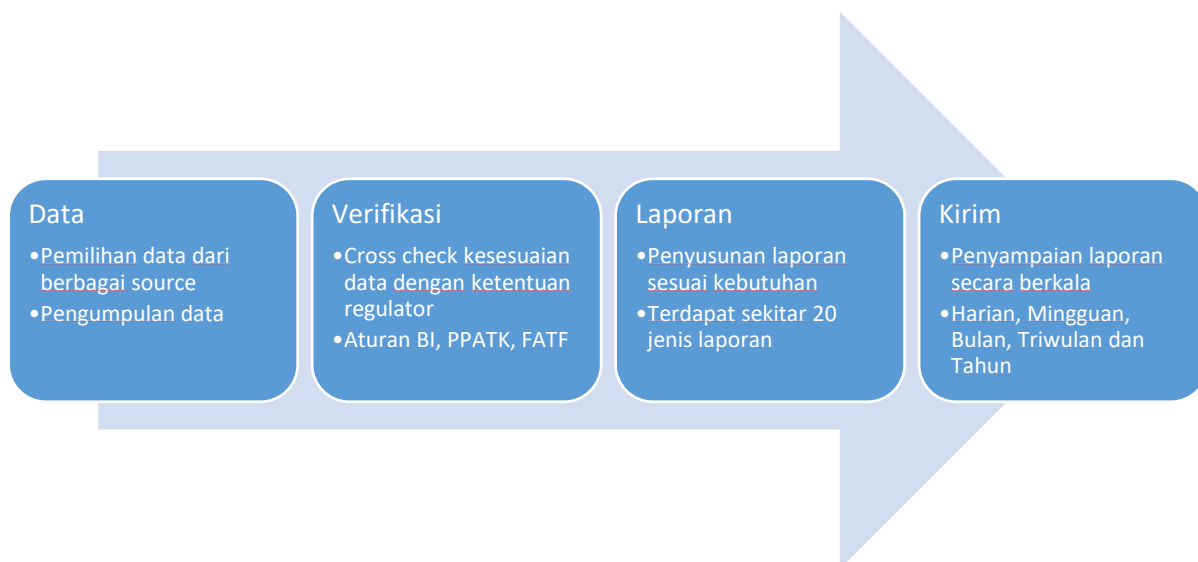 Data
•Pemilihan data dari
berbagai source
•Pengumpulan data
Verifikasi
•Cross check kesesuaian
data dengan ketentuan
regulator
•Aturan BI, PPATK, FATF
Laporan
•Penyusunan laporan
sesuai kebutuhan
•Terdapat sekitar 20
jenis laporan
Kirim
•Penyampaian laporan
secara berkala
•Harian, Mingguan,
Bulan, Triwulan dan
Tahun